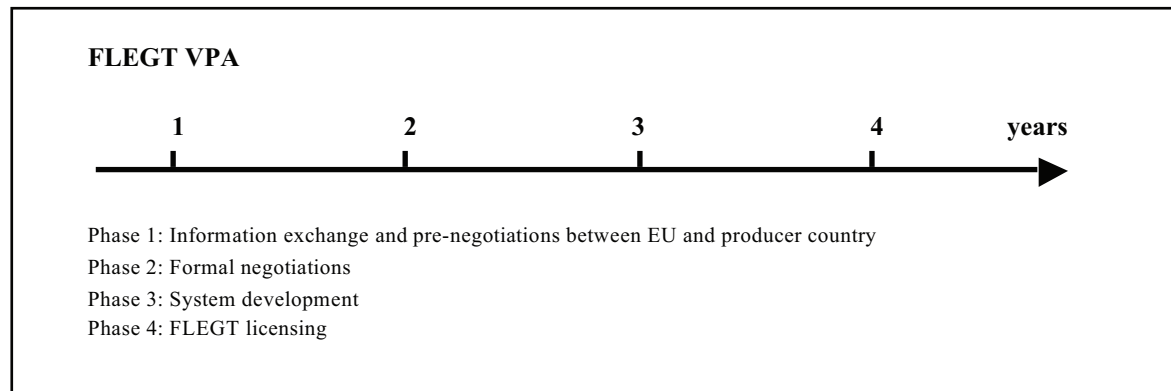 FLEGT VPA
1 2 3 4 years
Phase 1: Information exchange and pre-negotiations between EU and producer country
Phase 2: Formal negotiations
Phase 3: System development
Phase 4: FLEGT licensing